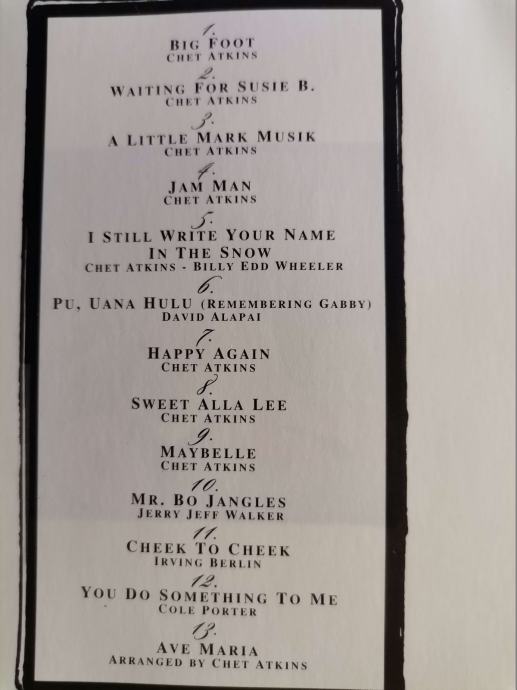 1.
BIG FOOT
CHET ATKINS
2.
WAITING FOR SUSIE B.
CHET ATKINS
3.
A LITTLE MARK MUSIK
CHET ATKINS
4.
JAM MAN
CHET ATKINS
5.
I STILL WRITE YOUR NAME
IN THE SNOW
CHET ATKINS - BILLY EDD WHEELER
6.
PU, UANA HULU (REMEMBERING GABBY)
DAVID ALAPAI
7.
HAPPY AGAIN
CHET ATKINS
8.
SWEET ALLA LEE
CHET ATKINS
9.
MAYBELLE
CHET ATKINS
10.
MR. BO JANGLES
JERRY JEFF WALKER
11.
CHEEK TO CHEEK
IRVING BERLIN
12.
YOU DO SOMETHING TO ME
COLE PORTER
13.
AVE MARIA
ARRANGED BY CHET ATKINS